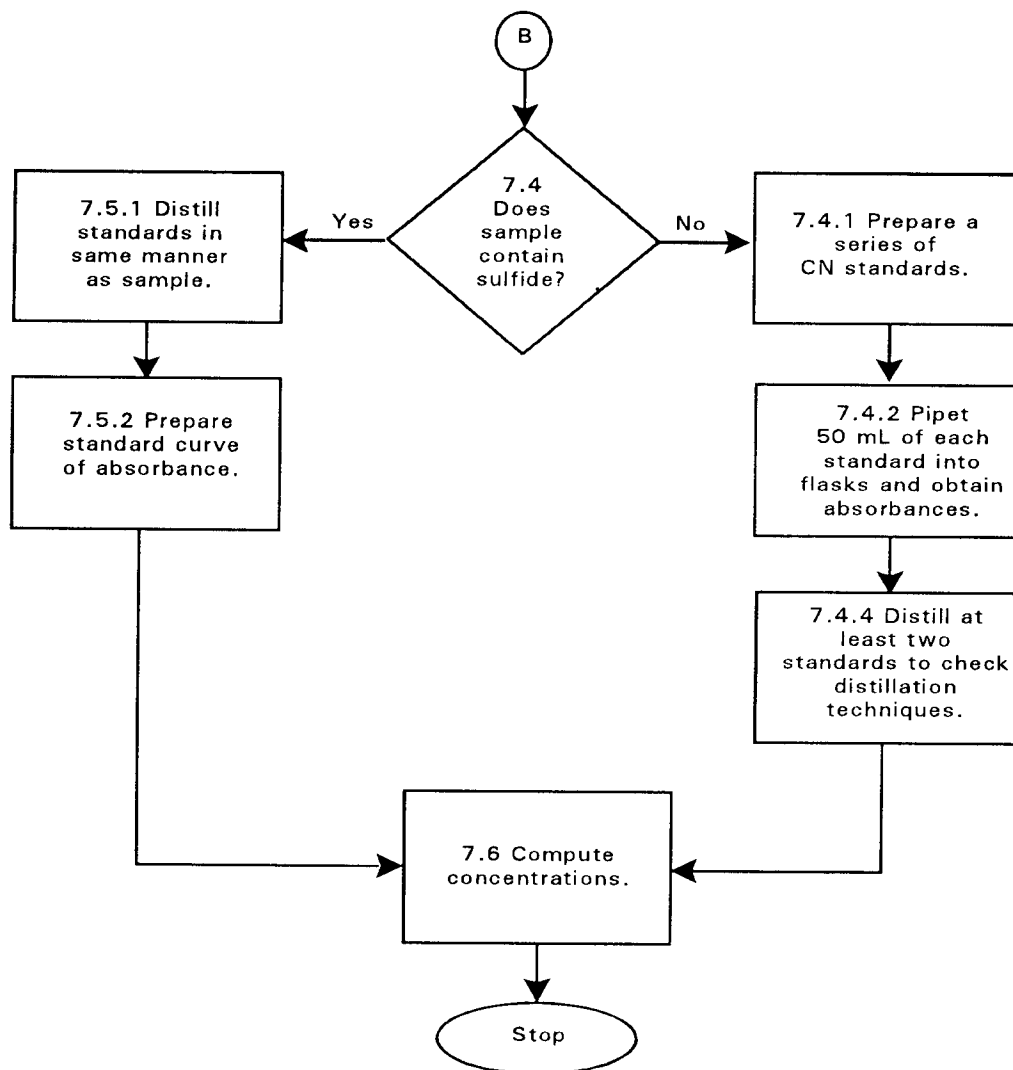 B
7.4
Does
sample
contain
sulfide?
Yes
No
7.5.1 Distill
standards in
same manner
as sample.
7.4.1 Prepare a
series of
CN standards.
7.5.2 Prepare
standard curve
of absorbance.
7.4.2 Pipet
50 mL of each
standard into
flasks and obtain
absorbances.
7.4.4 Distill at
least two
standards to check
distillation
techniques.
7.6 Compute
concentrations.
Stop